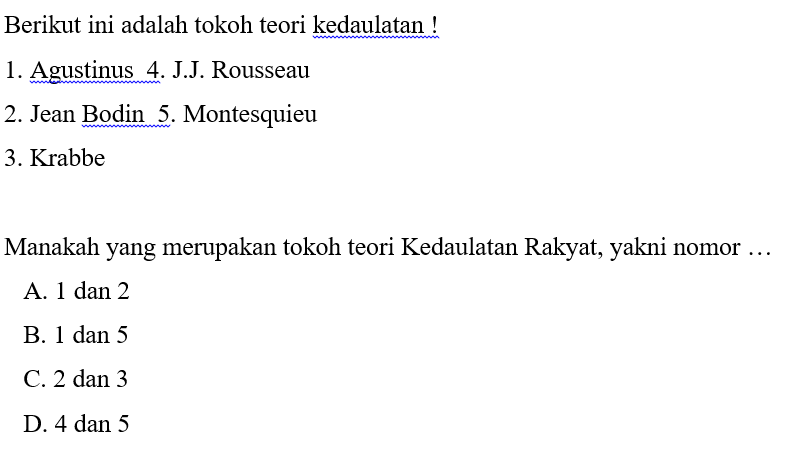 Berikut ini adalah tokoh teori kedaulatan !
1. Agustinus  4. J.J. Rousseau
2. Jean Bodin  5. Montesquieu
3. Krabbe
Manakah yang merupakan tokoh teori Kedaulatan Rakyat, yakni nomor …
A. 1 dan 2
B. 1 dan 5
C. 2 dan 3
D. 4 dan 5